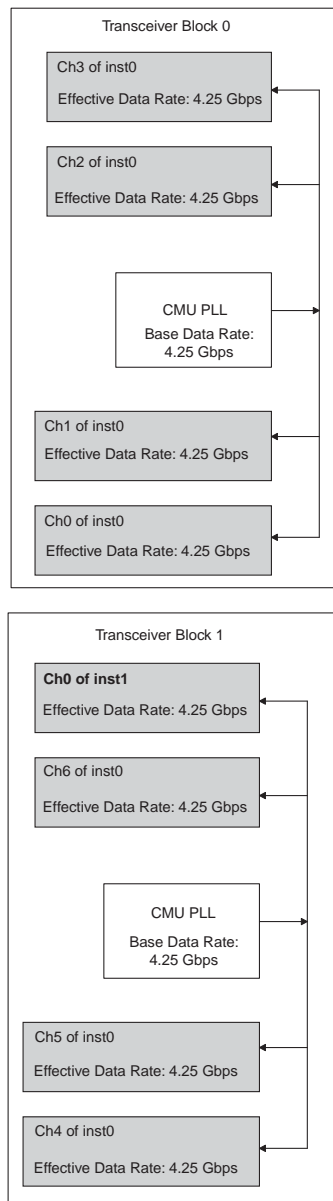 Transceiver Block 0
Ch3 of inst0
Effective Data Rate: 4.25 Gbps
Ch2 of inst0
Effective Data Rate: 4.25 Gbps
CMU PLL
Base Data Rate:
4.25 Gbps
Ch1 of inst0
Effective Data Rate: 4.25 Gbps
Ch0 of inst0
Effective Data Rate: 4.25 Gbps
Transceiver Block 1
Ch0 of inst1
Effective Data Rate: 4.25 Gbps
Ch6 of inst0
Effective Data Rate: 4.25 Gbps
CMU PLL
Base Data Rate:
4.25 Gbps
Ch5 of inst0
Effective Data Rate: 4.25 Gbps
Ch4 of inst0
Effective Data Rate: 4.25 Gbps